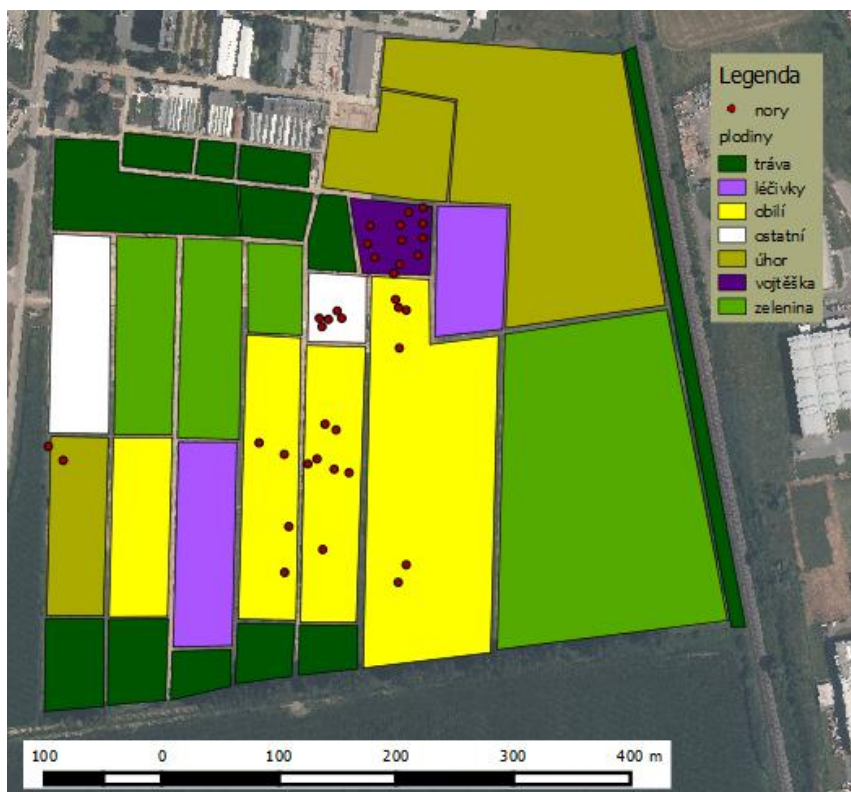 Legenda
nory
plodiny
tráva
léčivky
obilí
ostatní
úhor
vojtěška
zelenina
100 0 100 200 300 400 m